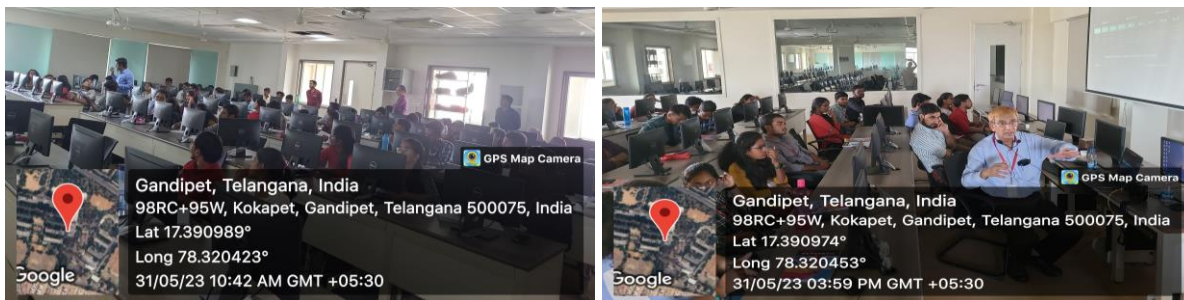 GPS Map Camera
Gandipet, Telangana, India
98RC+95W, Kokapet, Gandipet, Telangana 500075, India
Lat 17.390989°
Long 78.320423°
31/05/23 10:42 AM GMT +05:30
Google
GPS Map Camera
Gandipet, Telangana, India
98RC+95W, Kokapet, Gandipet, Telangana 500075, India
Lat 17.390974°
Long 78.320453°
31/05/23 03:59 PM GMT +05:30
Google